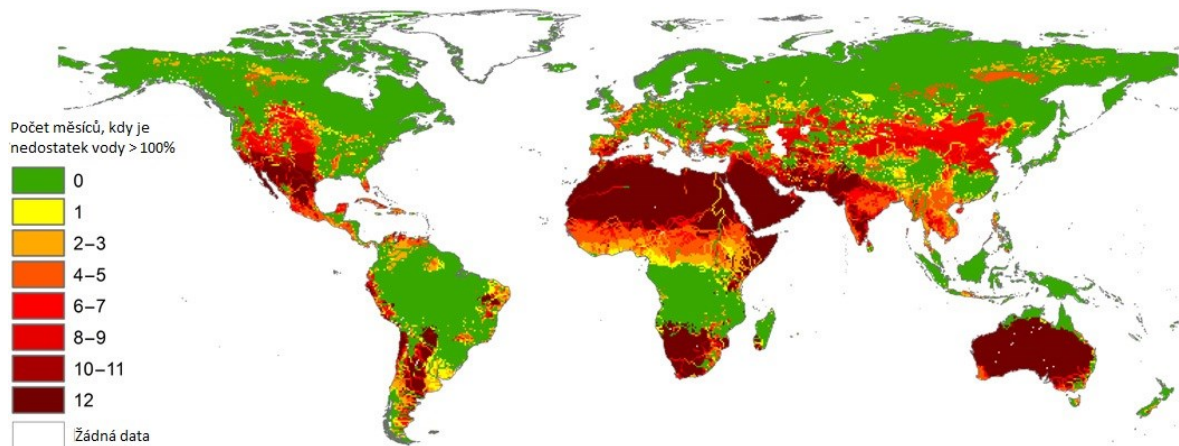 Počet měsíců, kdy je
nedostatek vody > 100%
0
1
2–3
4–5
6–7
8–9
10–11
12
Žádná data